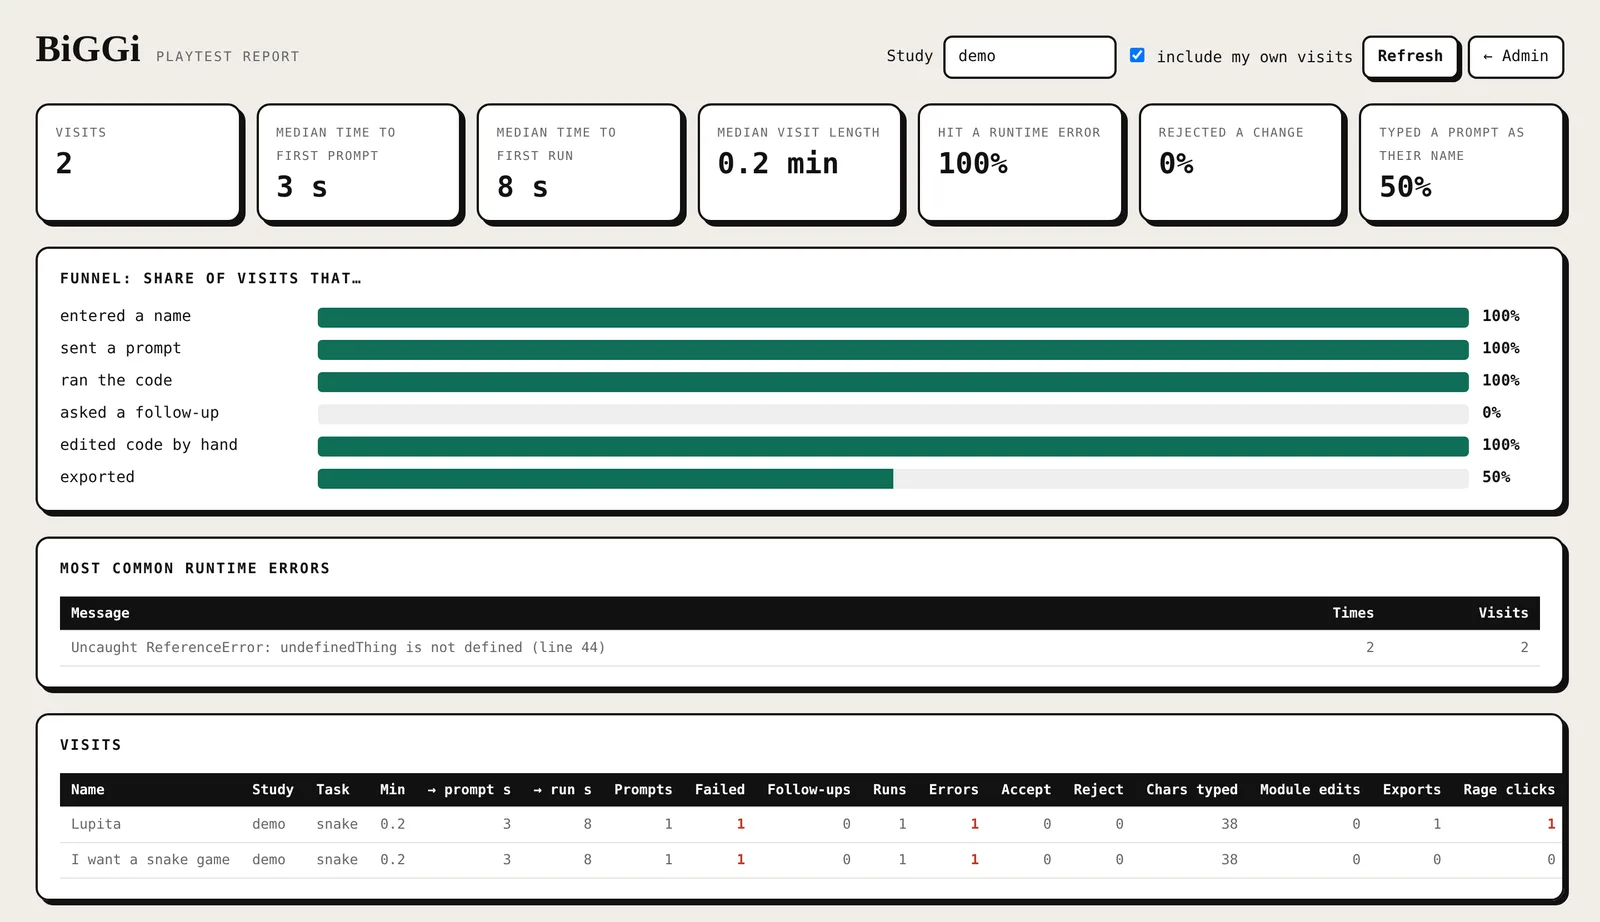 BiGGi PLAYTEST REPORT Study demo include my own visits Refresh ← Admin
VISITS
2
MEDIAN TIME TO
FIRST PROMPT
3 s
MEDIAN TIME TO
FIRST RUN
8 s
MEDIAN VISIT LENGTH
0.2 min
HIT A RUNTIME ERROR
100%
REJECTED A CHANGE
0%
TYPED A PROMPT AS
THEIR NAME
50%
FUNNEL: SHARE OF VISITS THAT…
entered a name 100%
sent a prompt 100%
ran the code 100%
asked a follow-up 0%
edited code by hand 100%
exported 50%
MOST COMMON RUNTIME ERRORS
Message Times Visits
Uncaught ReferenceError: undefinedThing is not defined (line 44) 2 2
VISITS
Name Study Task Min → prompt s → run s Prompts Failed Follow-ups Runs Errors Accept Reject Chars typed Module edits Exports Rage clicks
Lupita demo snake 0.2 3 8 1 1 0 1 1 0 0 38 0 1 1
I want a snake game demo snake 0.2 3 8 1 1 0 1 1 0 0 38 0 0 0